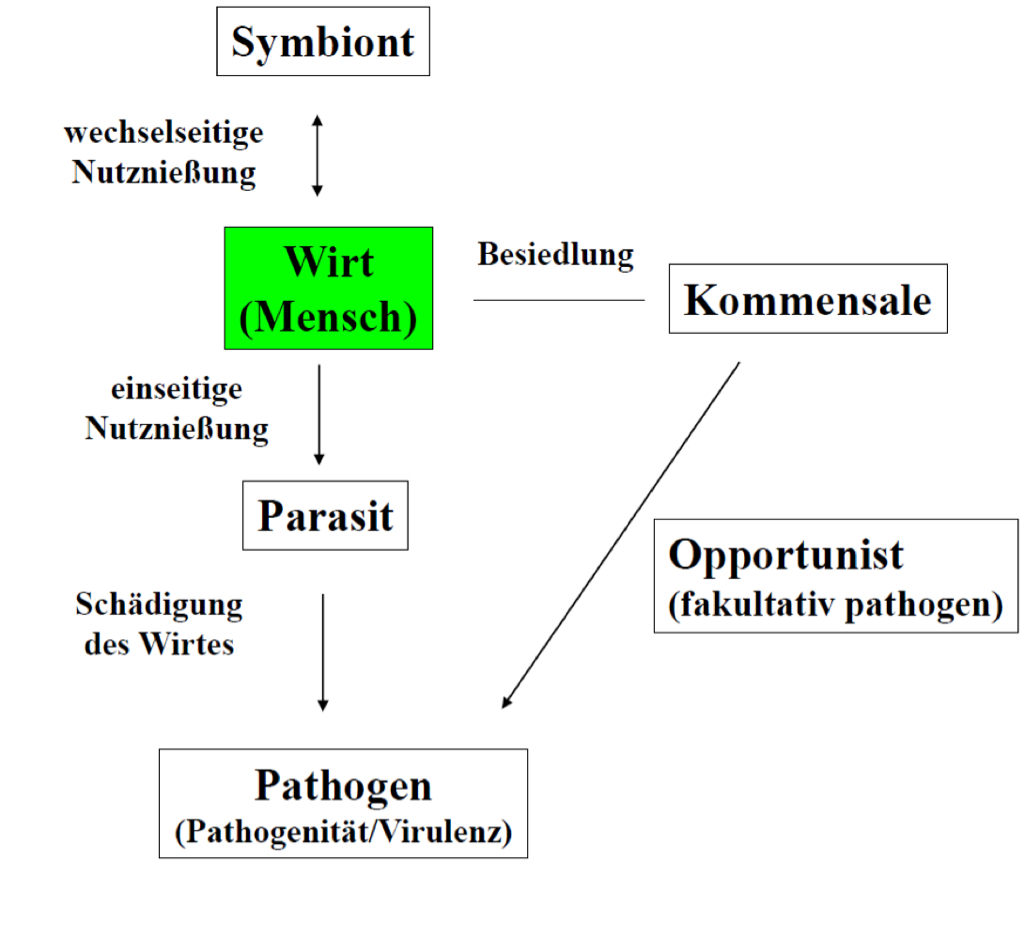 Symbiont
wechselseitige
Nutznießung
Wirt
(Mensch)
Besiedlung
Kommensale
einseitige
Nutznießung
Parasit
Opportunist
(fakultativ pathogen)
Schädigung
des Wirtes
Pathogen
(Pathogenität/Virulenz)